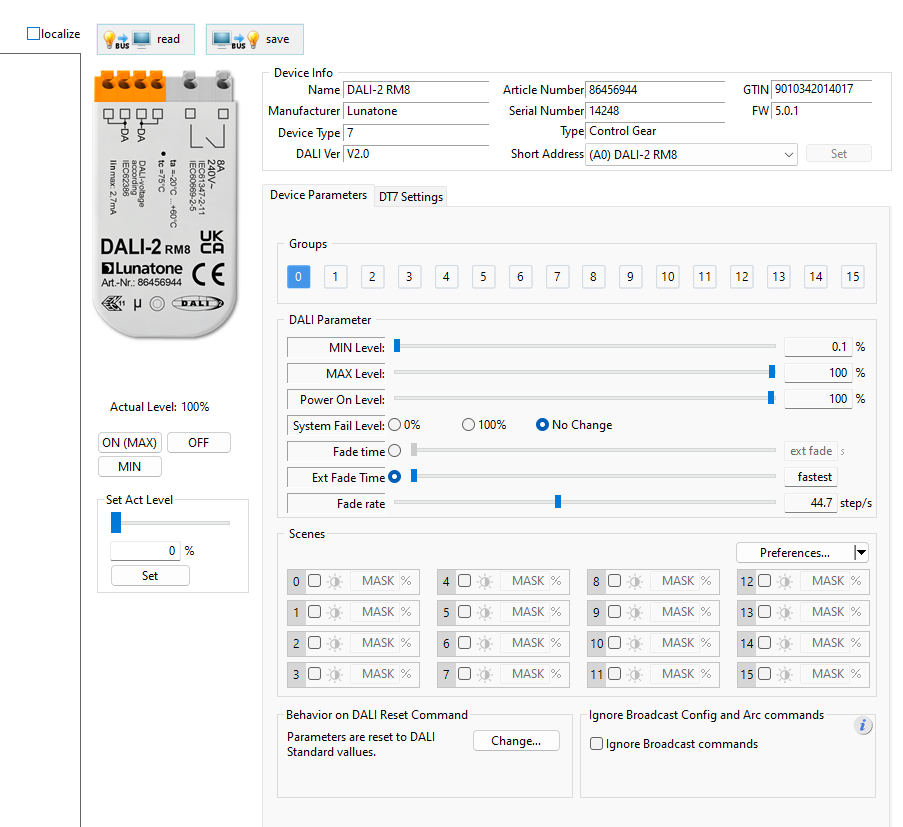 localize
BUS read
BUS save
DA DA
8A
240V~
IEC61347-2-11
IEC60669-2-5
ta =-20°C ... +60°C
tc =75°C
DALI-voltage
according
IEC62386
Iin max: 2.7mA
DALI-2 RM8
UK
CA
Lunatone
Art.-Nr.: 86456944
CE
11 µ DALI 2
Actual Level: 100%
ON (MAX) OFF
MIN
Set Act Level
0 %
Set
Device Info
Name DALI-2 RM8 Article Number 86456944 GTIN 9010342014017
Manufacturer Lunatone Serial Number 14248 FW 5.0.1
Device Type 7 Type Control Gear
DALI Ver V2.0 Short Address (A0) DALI-2 RM8 Set
Device Parameters DT7 Settings
Groups
0 1 2 3 4 5 6 7 8 9 10 11 12 13 14 15
DALI Parameter
MIN Level: 0.1 %
MAX Level: 100 %
Power On Level: 100 %
System Fail Level: 0% 100% No Change
Fade time ext fade s
Ext Fade Time fastest
Fade rate 44.7 step/s
Scenes
Preferences...
0 MASK % 4 MASK % 8 MASK % 12 MASK %
1 MASK % 5 MASK % 9 MASK % 13 MASK %
2 MASK % 6 MASK % 10 MASK % 14 MASK %
3 MASK % 7 MASK % 11 MASK % 15 MASK %
Behavior on DALI Reset Command
Parameters are reset to DALI
Standard valules.
Change...
Ignore Broadcast Config and Arc commands
i
Ignore Broadcast commands